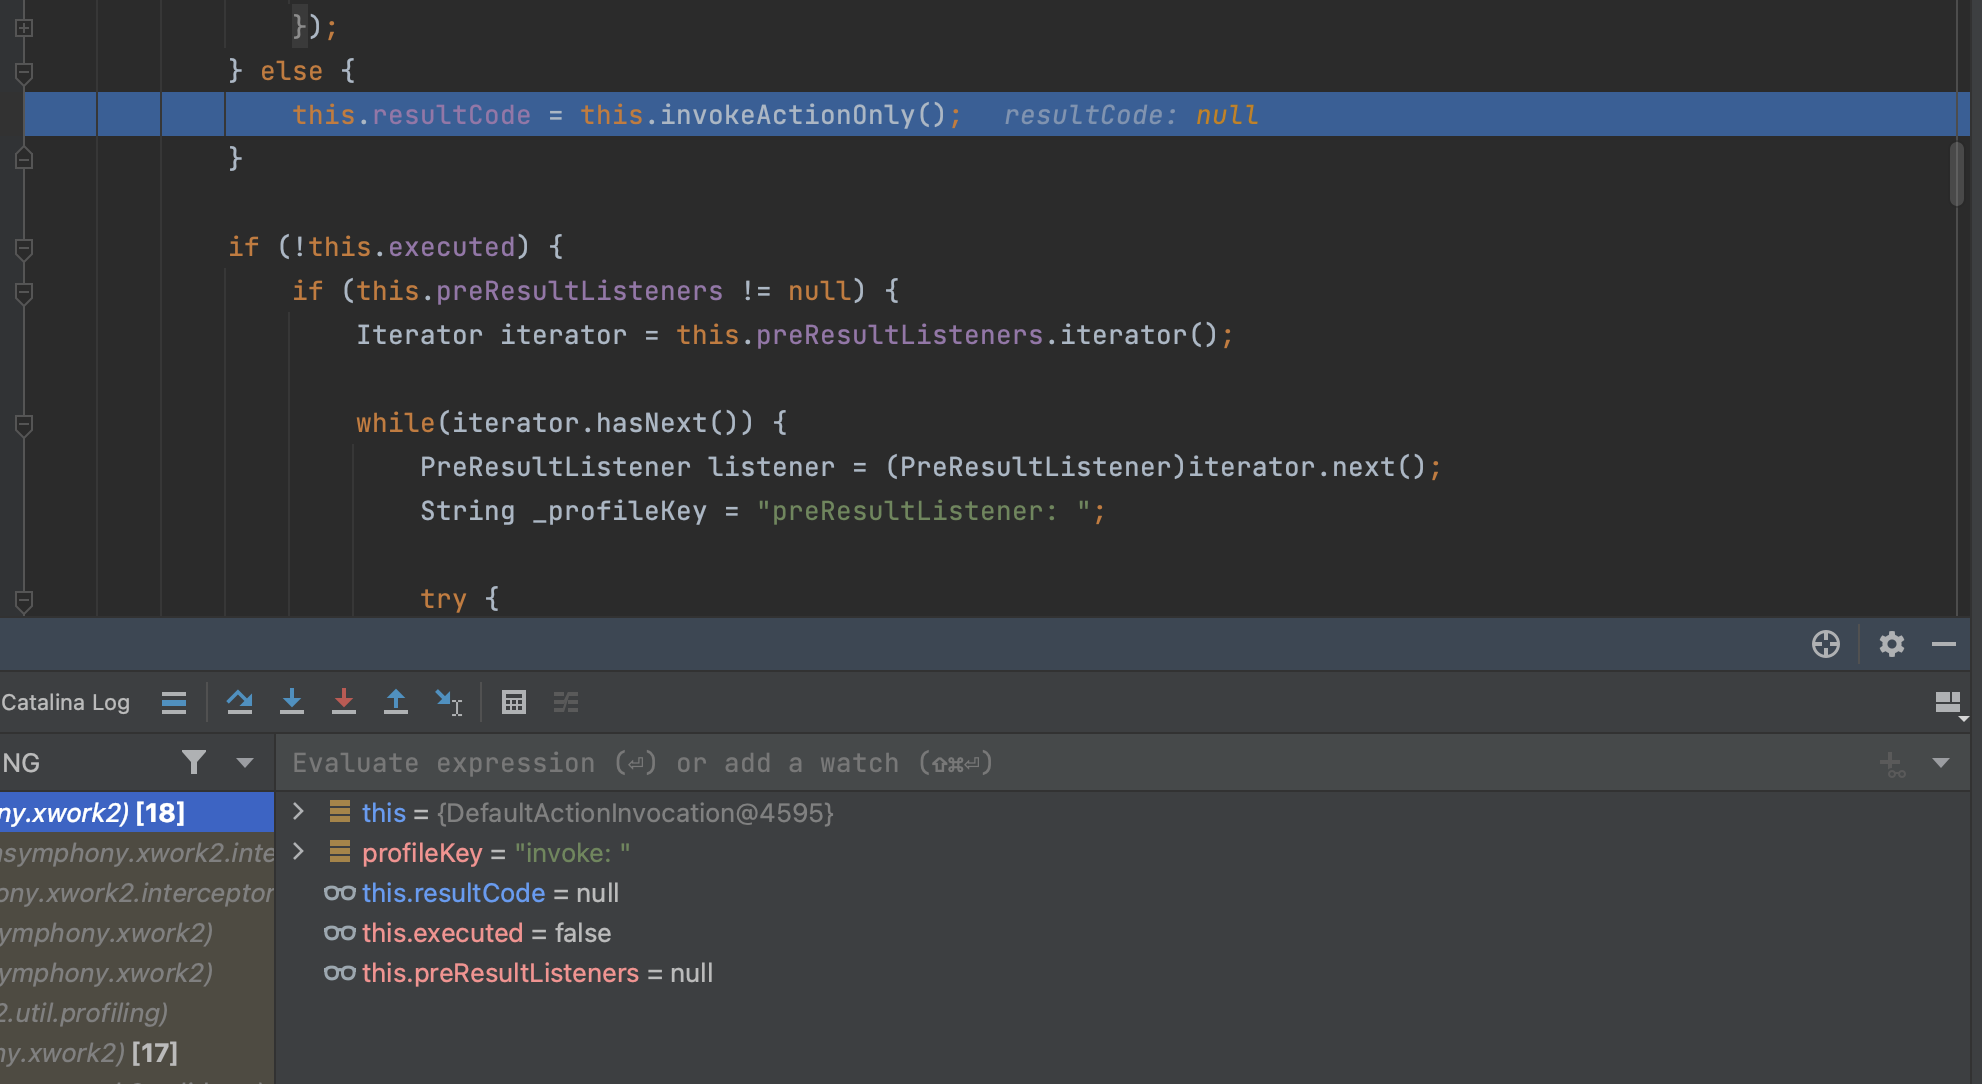 });
} else {
this.resultCode = this.invokeActionOnly();   resultCode: null
}
if (!this.executed) {
if (this.preResultListeners != null) {
Iterator iterator = this.preResultListeners.iterator();
while(iterator.hasNext()) {
PreResultListener listener = (PreResultListener)iterator.next();
String _profileKey = "preResultListener: ";
try {
Catalina Log
NG
Evaluate expression (⏎) or add a watch (⇧⌘⏎)
ny.xwork2) [18]
this = {DefaultActionInvocation@4595}
symphony.xwork2.inte
profileKey = "invoke: "
ony.xwork2.interceptor
this.resultCode = null
ymphony.xwork2)
this.executed = false
ymphony.xwork2)
this.preResultListeners = null
2.util.profiling)
ny.xwork2) [17]